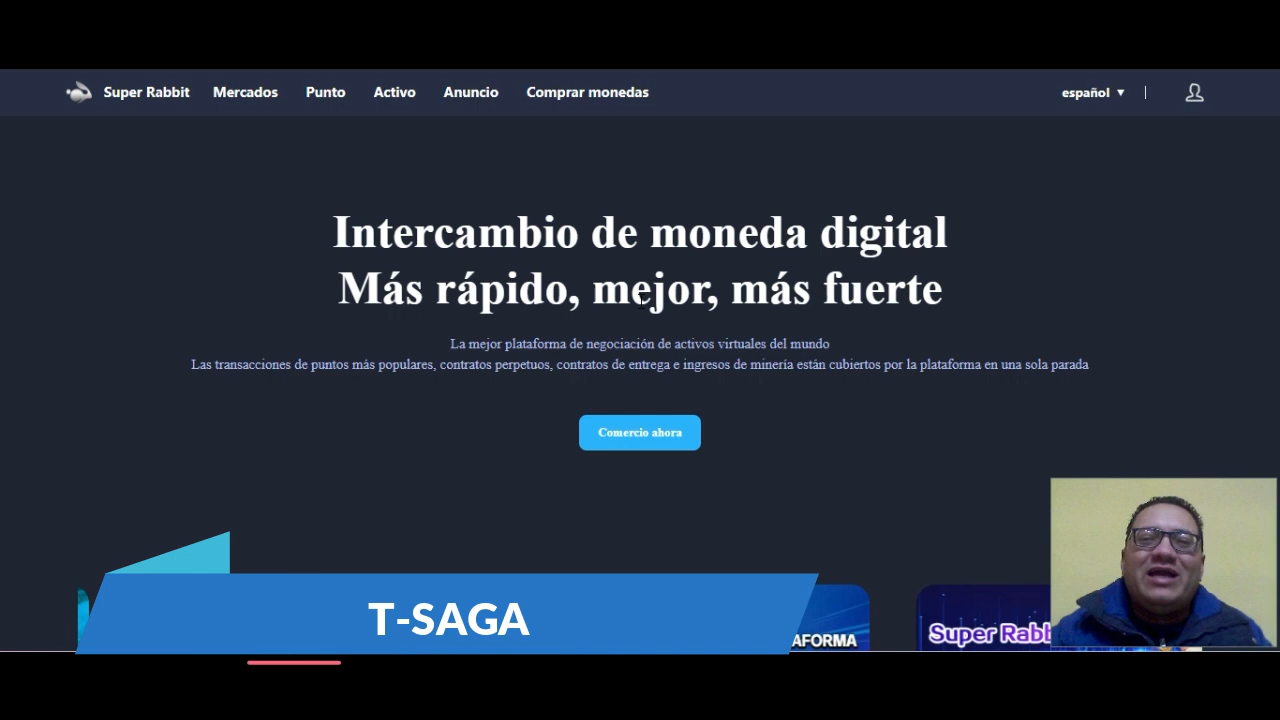 Super Rabbit Mercados Punto Activo Anuncio Comprar monedas español ▼ |
Intercambio de moneda digital
Más rápido, mejor, más fuerte
La mejor plataforma de negociación de activos virtuales del mundo
Las transacciones de puntos más populares, contratos perpetuos, contratos de entrega e ingresos de minería están cubiertos por la plataforma en una sola parada
Comercio ahora
T-SAGA
AFORMA
Super Rabb